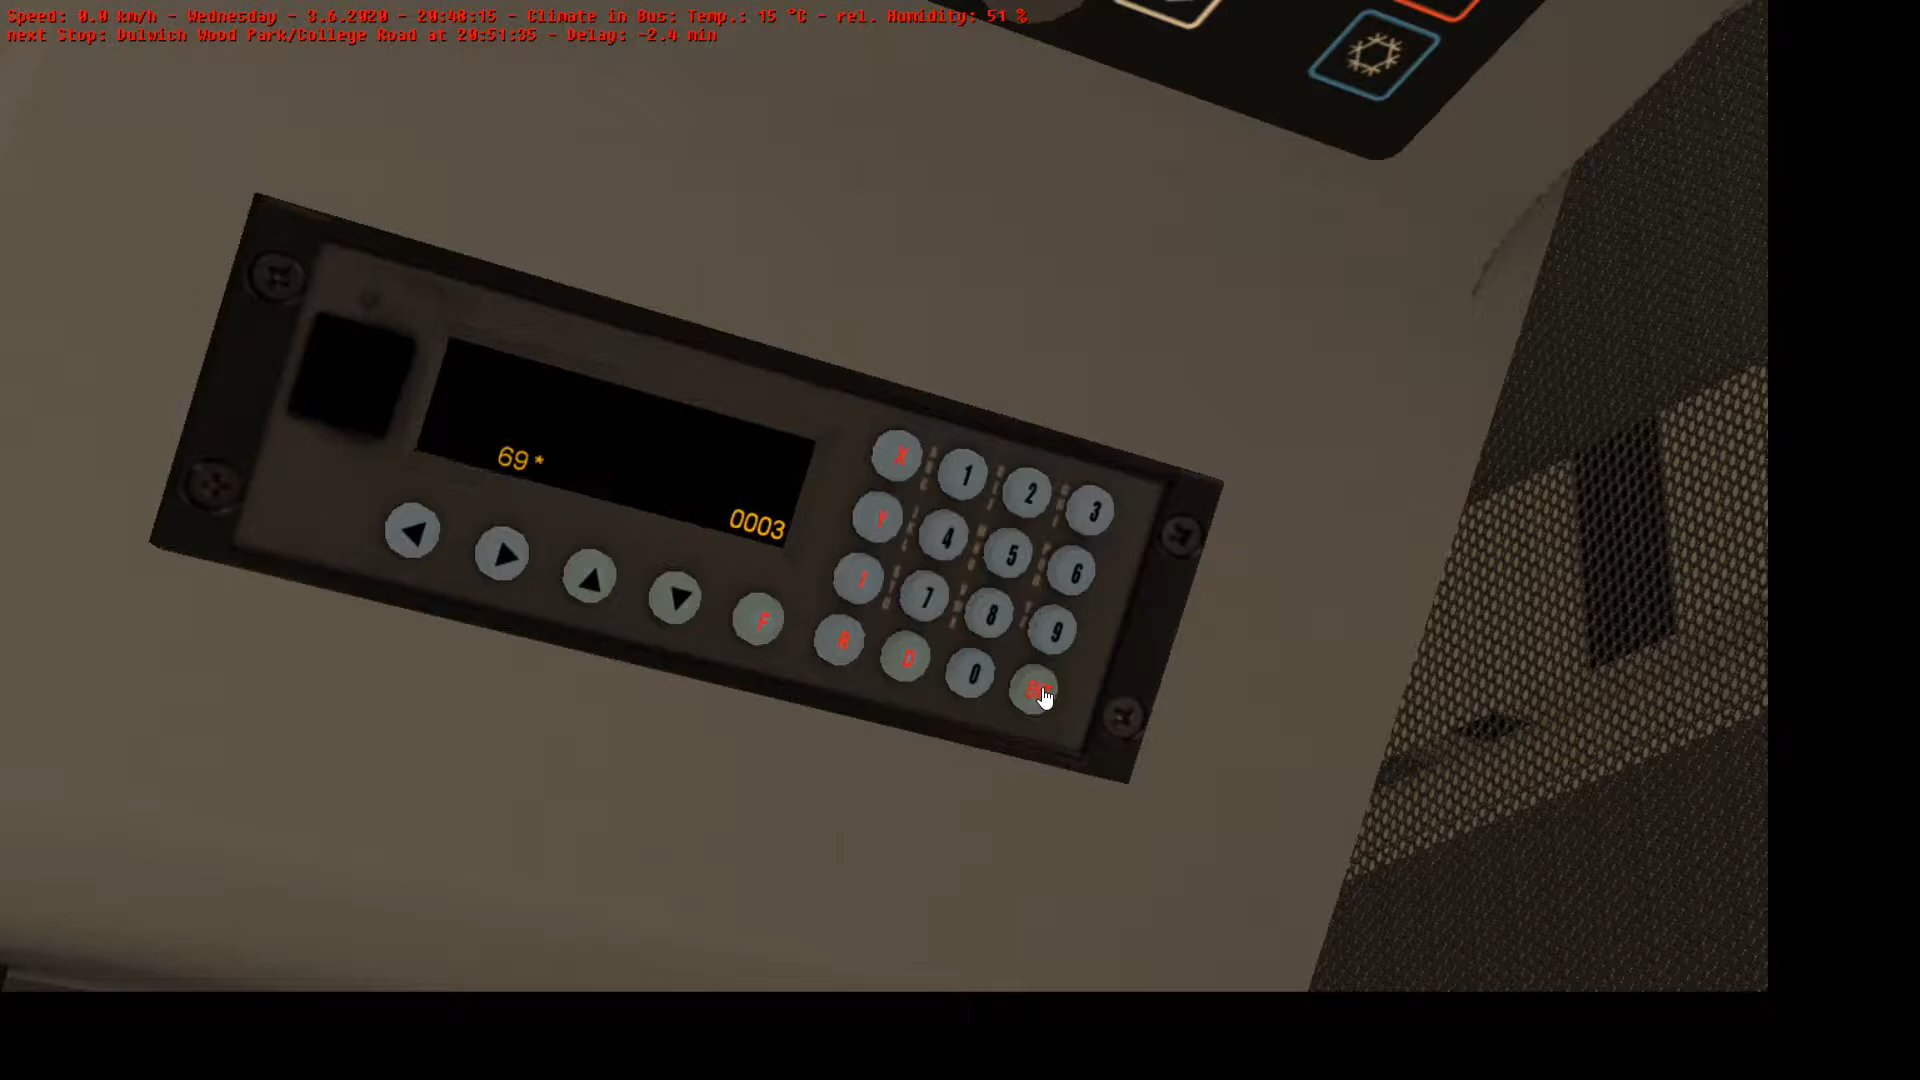 Speed: 0.0 km/h - Wednesday - 3.6.2020 - 20:48:15 - Climate in Bus: Temp.: 15 °C - rel. Humidity: 51 %
next Stop: Dulwich Wood Park/College Road at 20:51:35 - Delay: -2.4 min
69*
0003
X 1 2 3
Y 4 5 6
I 7 8 9
F R D 0